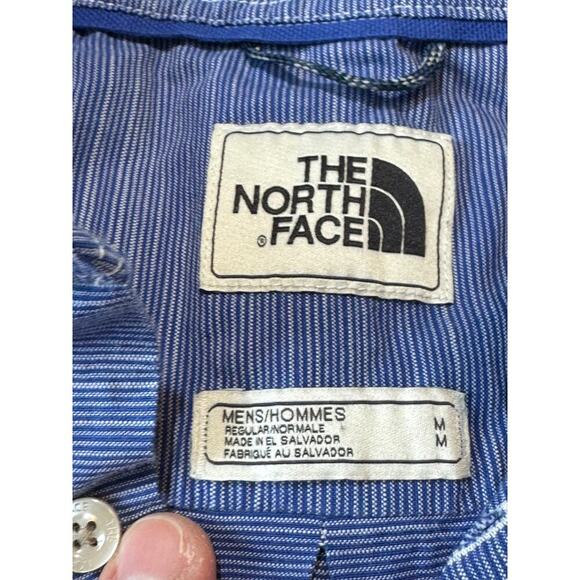 THE
NORTH
® FACE
MENS/HOMMES M
REGULAR/NORMALE M
MADE IN EL SALVADOR
FABRIQUÉ AU SALVADOR